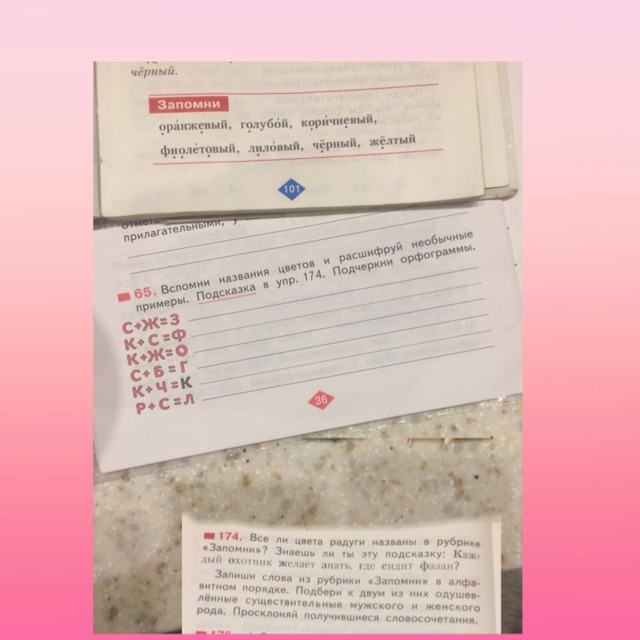 чёрный.
Запомни
оранжевый, голубой, коричневый,
фиолетовый, лиловый, чёрный, жёлтый
101
прилагательными,
65. Вспомни названия цветов и расшифруй необычные
примеры. Подсказка в упр. 174. Подчеркни орфограммы.
С+Ж=З
К+С=Ф
К+Ж=О
С+Б=Г
К+Ч=К
Р+С=Л
36
174. Все ли цвета радуги названы в рубрике
«Запомни»? Знаешь ли ты эту подсказку: Каж-
дый охотник желает знать, где сидит фазан?
Запиши слова из рубрики «Запомни» в алфа-
витном порядке. Подбери к двум из них одушев-
лённые существительные мужского и женского
рода. Просклоняй получившиеся словосочетания.